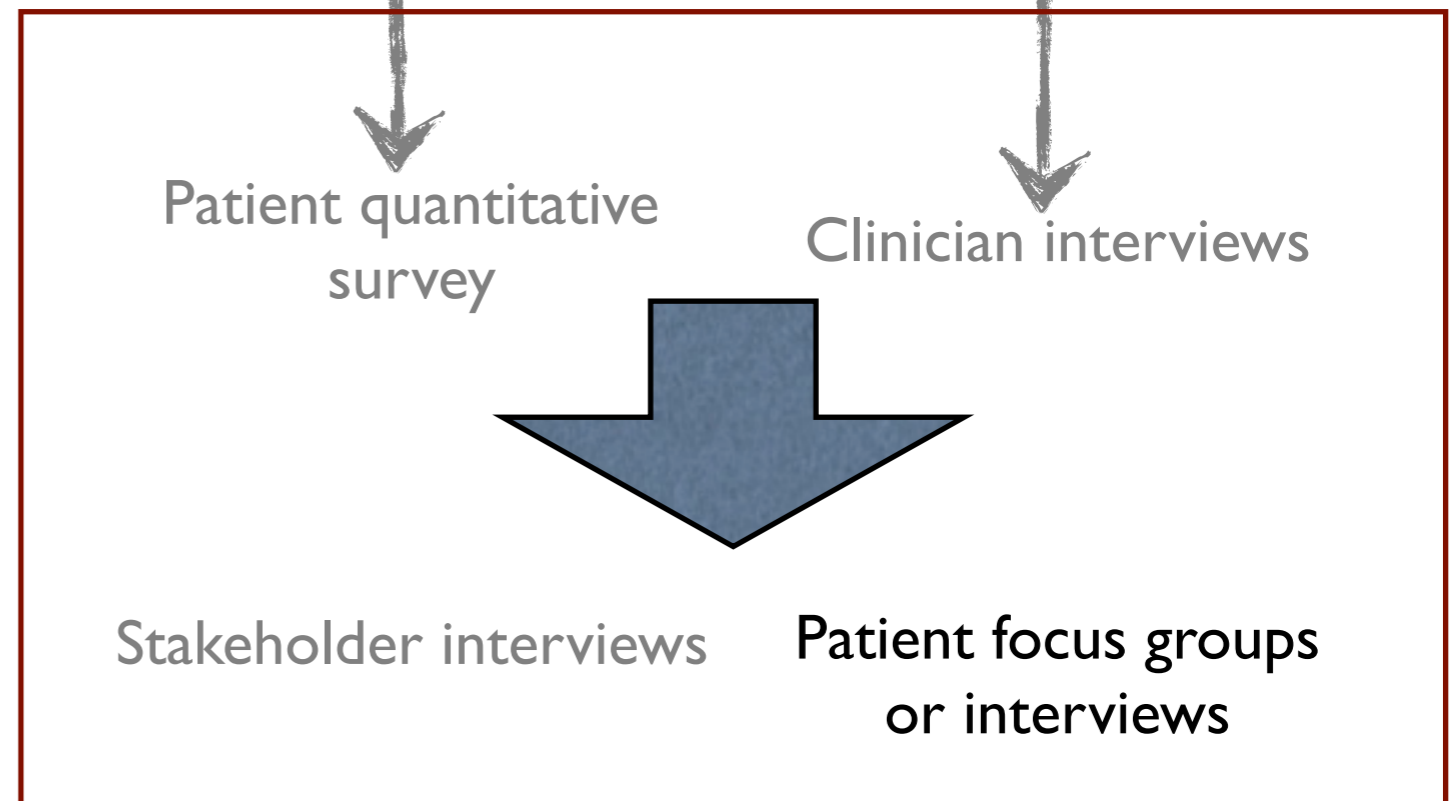 Patient quantitative
survey
Clinician interviews
Stakeholder interviews
Patient focus groups
or interviews